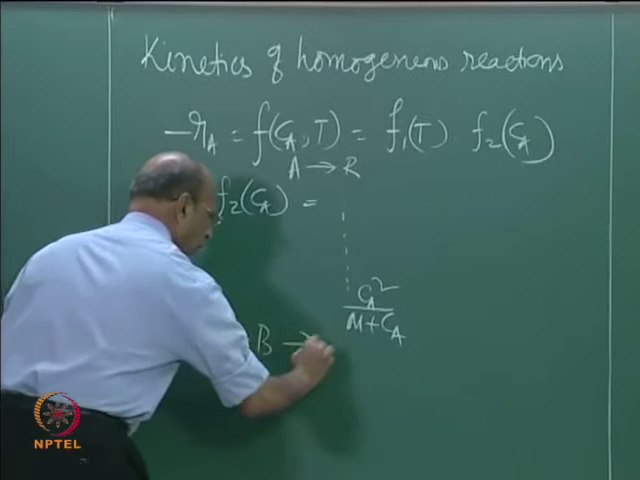 Kinetics of homogeneous reactions
-r_A = f(C_A, T) = f_1(T) f_2(C_A)
A → R
f_2(C_A) =
C_A^2
M + C_A
B →
NPTEL